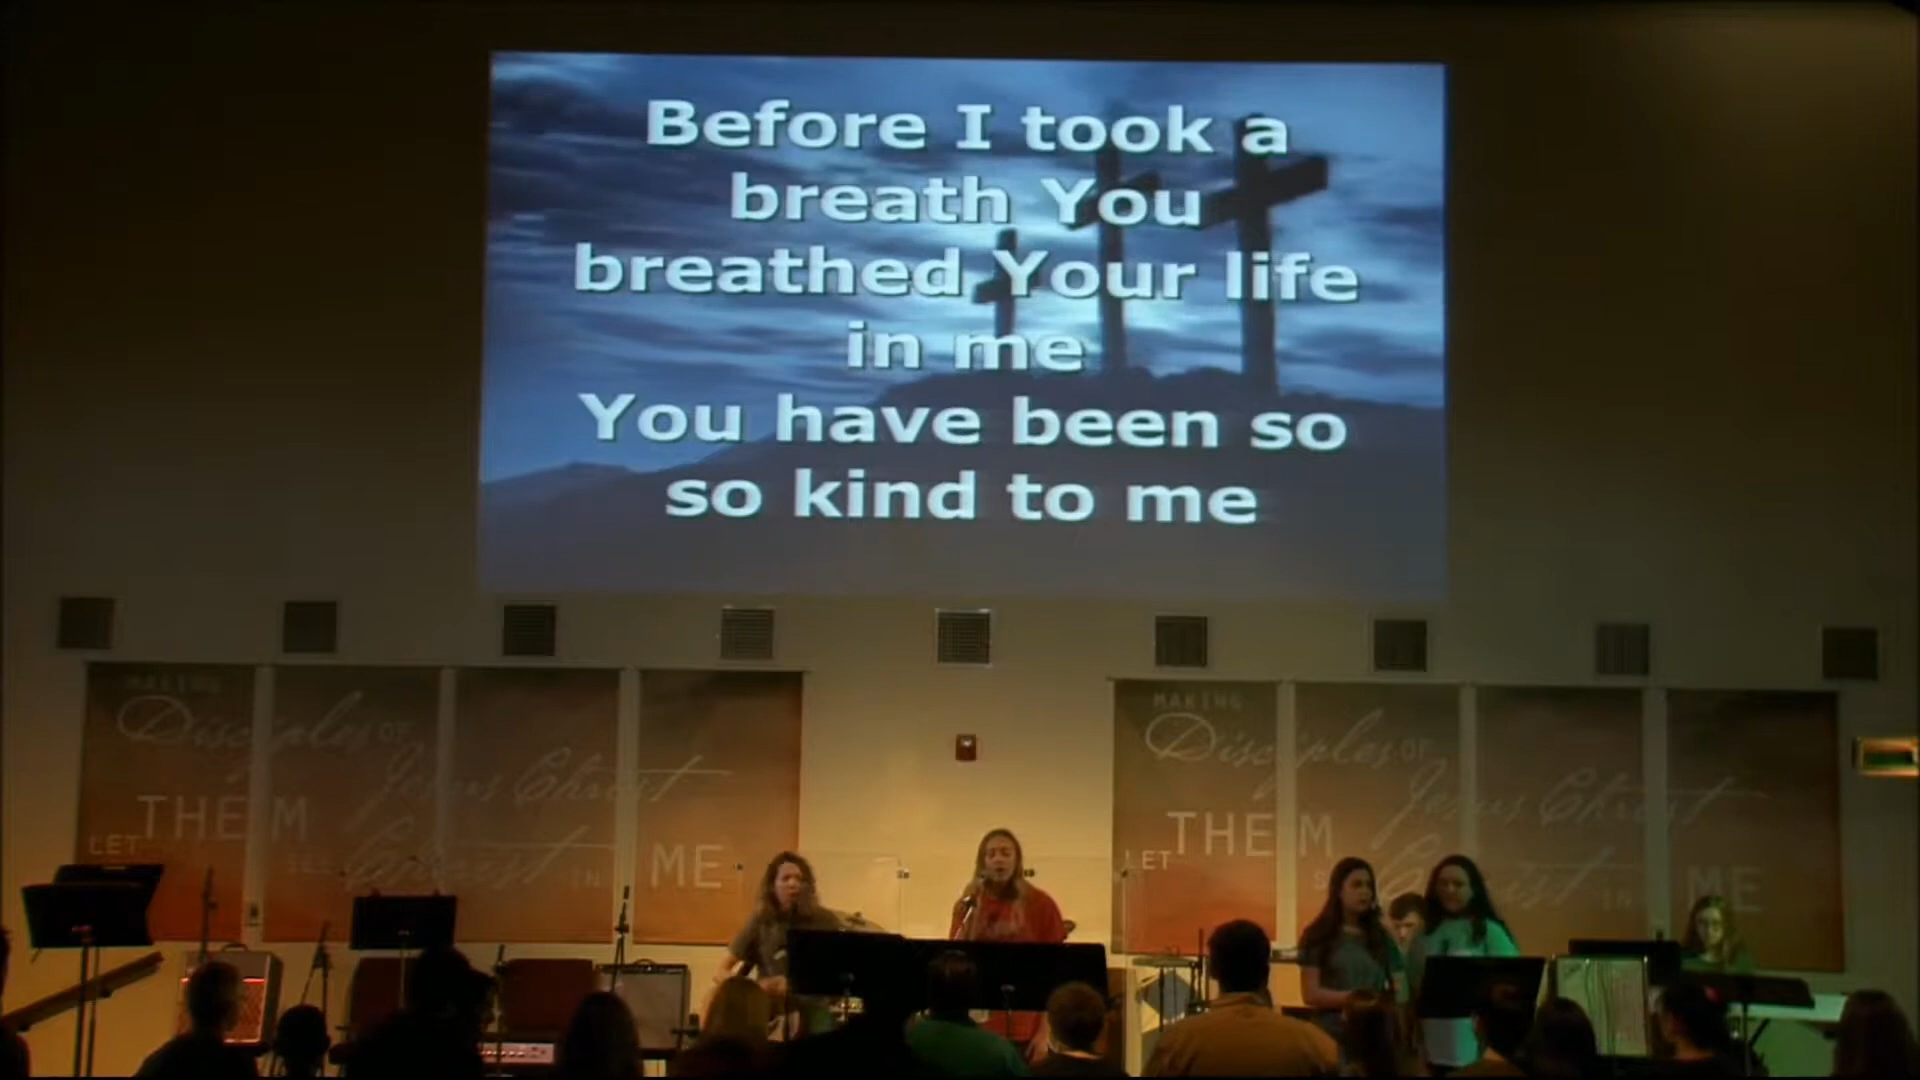 Before I took a
breath You
breathed Your life
in me
You have been so
so kind to me
MAKING
Disciples OF
Jesus Christ
LET THEM
SEE Christ IN ME
MAKING
Disciples OF
Jesus Christ
LET THEM
Christ IN ME